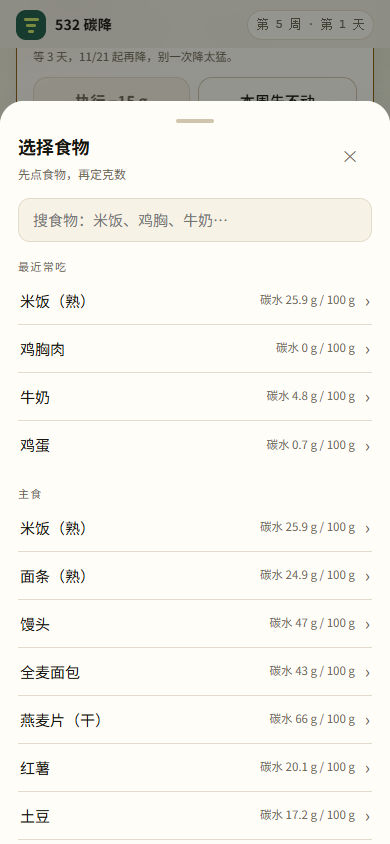 532 碳降
第 5 周 · 第 1 天
等 3 天，11/21 起再降，别一次降太猛。
执行 −15 g
本周先不动
选择食物
先点食物，再定克数
搜食物：米饭、鸡胸、牛奶…
最近常吃
米饭（熟） 碳水 25.9 g / 100 g ›
鸡胸肉 碳水 0 g / 100 g ›
牛奶 碳水 4.8 g / 100 g ›
鸡蛋 碳水 0.7 g / 100 g ›
主食
米饭（熟） 碳水 25.9 g / 100 g ›
面条（熟） 碳水 24.9 g / 100 g ›
馒头 碳水 47 g / 100 g ›
全麦面包 碳水 43 g / 100 g ›
燕麦片（干） 碳水 66 g / 100 g ›
红薯 碳水 20.1 g / 100 g ›
土豆 碳水 17.2 g / 100 g ›